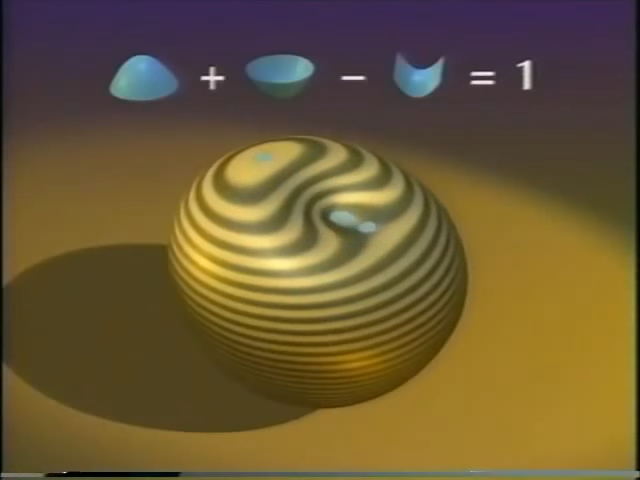 + − = 1